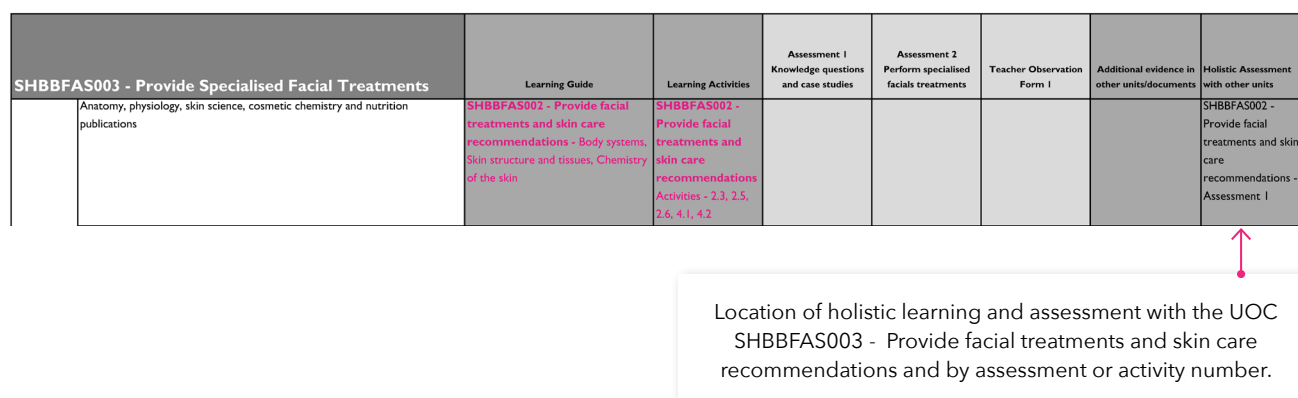 SHBBFAS003 - Provide Specialised Facial Treatments
Learning Guide
Learning Activities
Assessment 1
Knowledge questions
and case studies
Assessment 2
Perform specialised
facials treatments
Teacher Observation
Form 1
Additional evidence in
other units/documents
Holistic Assessment
with other units
Anatomy, physiology, skin science, cosmetic chemistry and nutrition
publications
SHBBFAS002 - Provide facial
treatments and skin care
recommendations - Body systems,
Skin structure and tissues, Chemistry
of the skin
SHBBFAS002 -
Provide facial
treatments and
skin care
recommendations
Activities - 2.3, 2.5,
2.6, 4.1, 4.2
SHBBFAS002 -
Provide facial
treatments and skin
care
recommendations -
Assessment 1
Location of holistic learning and assessment with the UOC
SHBBFAS003 - Provide facial treatments and skin care
recommendations and by assessment or activity number.